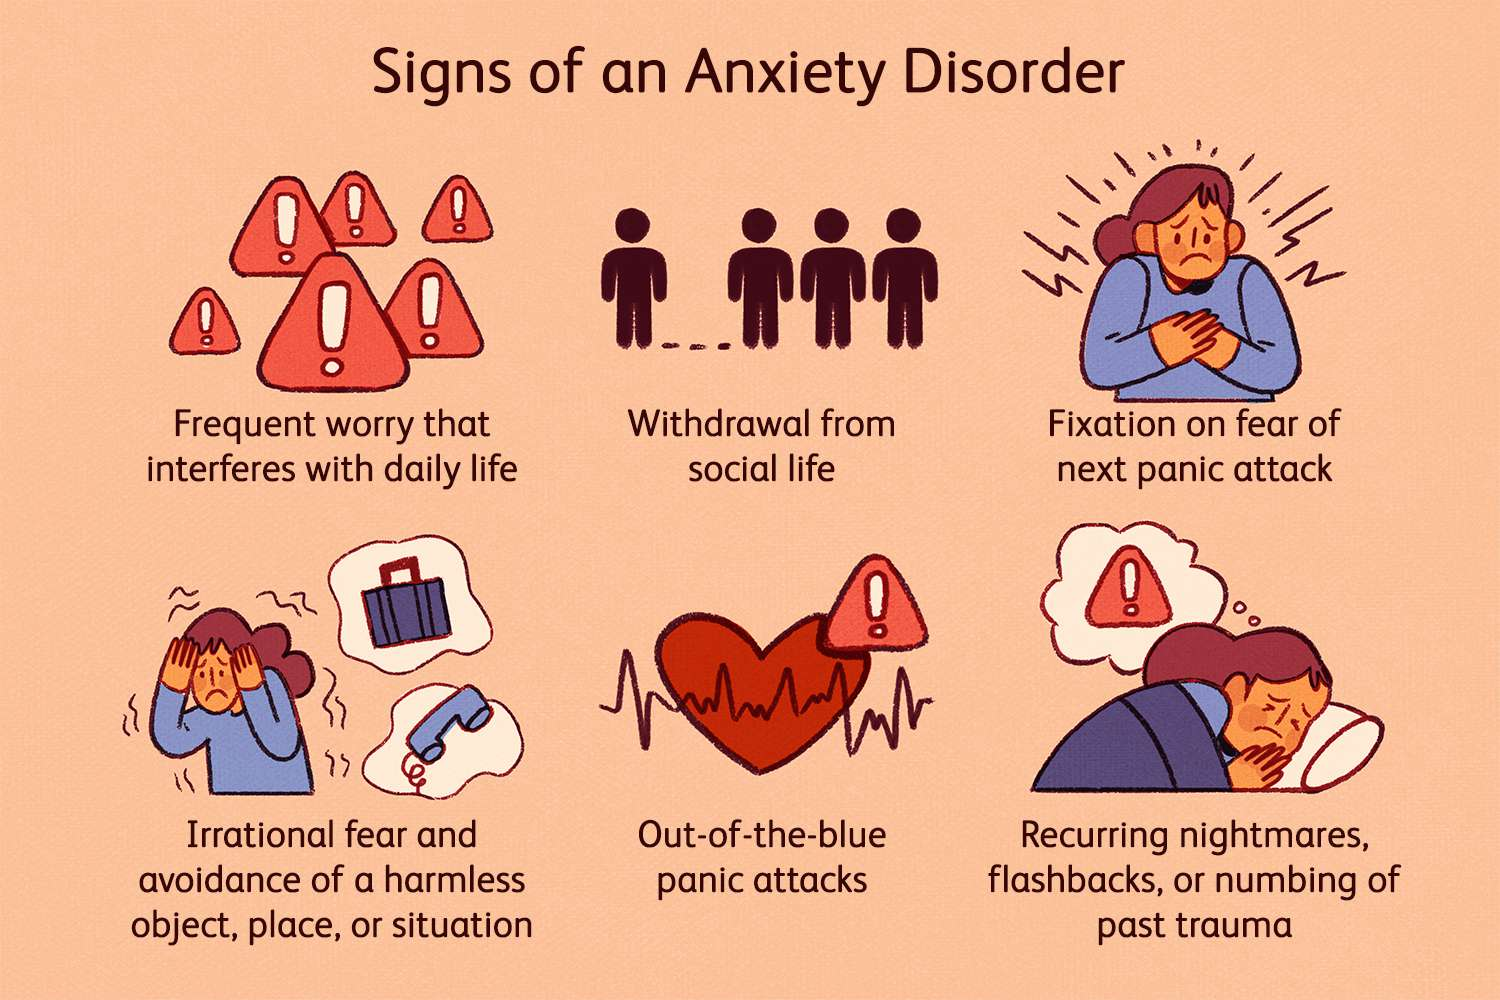 Signs of an Anxiety Disorder
Frequent worry that
interferes with daily life
Withdrawal from
social life
Fixation on fear of
next panic attack
Irrational fear and
avoidance of a harmless
object, place, or situation
Out-of-the-blue
panic attacks
Recurring nightmares,
flashbacks, or numbing of
past trauma